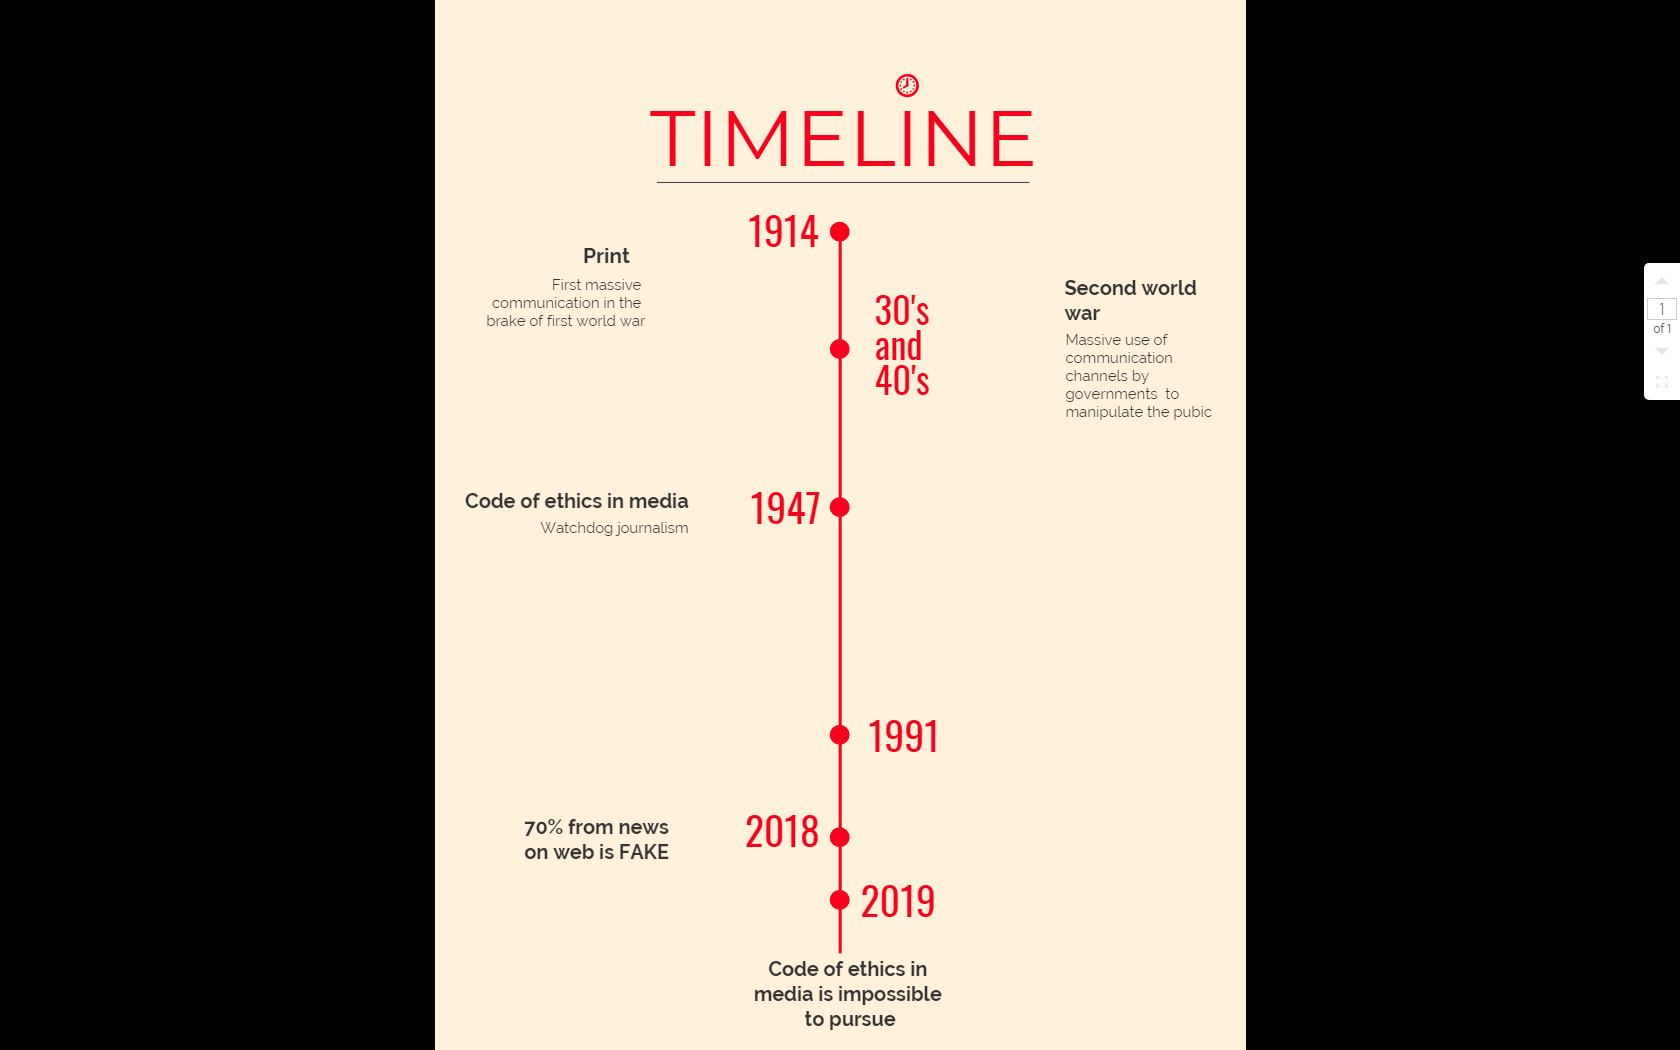 TIMELINE
1914
Print
First massive
communication in the
brake of first world war
30's
and
40's
Second world
war
Massive use of
communication
channels by
governments  to
manipulate the pubic
Code of ethics in media
Watchdog journalism
1947
1991
70% from news
on web is FAKE
2018
2019
Code of ethics in
media is impossible
to pursue
1
of 1